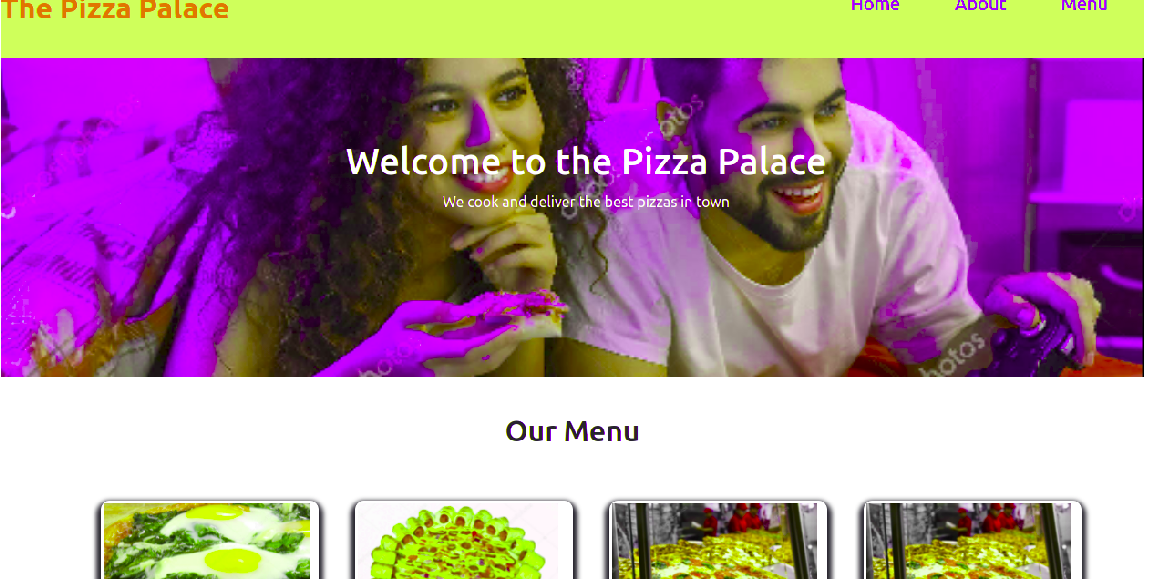 The Pizza Palace
Home About Menu
Welcome to the Pizza Palace
We cook and deliver the best pizzas in town
Our Menu
hotos